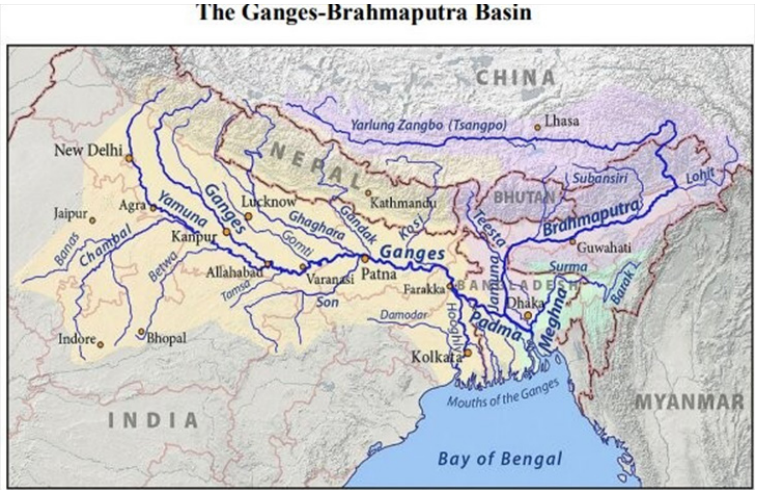 The Ganges-Brahmaputra Basin
CHINA
Yarlung Zangbo (Tsangpo)
Lhasa
New Delhi
NEPAL
Subansiri
Lohit
BHUTAN
Jaipur
Agra
Yamuna
Ganges
Lucknow
Kathmandu
Brahmaputra
Banas
Chambal
Kanpur
Gomti
Ghaghara
Gandak
Kosi
Teesta
Guwahati
Betwa
Allahabad
Varanasi
Patna
Ganges
Surma
Barak
Tamsa
Son
Farakka
BANGLADESH
Jamuna
Dhaka
Meghna
Damodar
Hooghly
Padma
Indore
Bhopal
Kolkata
Mouths of the Ganges
MYANMAR
INDIA
Bay of Bengal